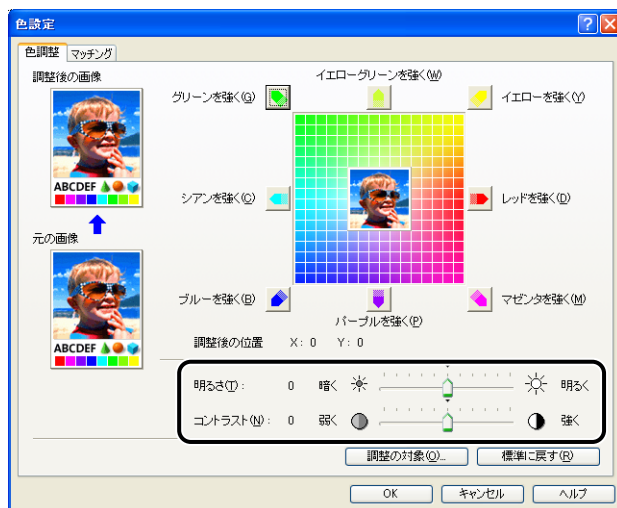 色設定
色調整 マッチング
調整後の画像
イエローグリーンを強く(W)
グリーンを強く(G)
イエローを強く(Y)
ABCDEF
シアンを強く(C)
レッドを強く(D)
元の画像
ABCDEF
ブルーを強く(B)
マゼンタを強く(M)
パープルを強く(P)
調整後の位置 X: 0 Y: 0
明るさ(T): 0 暗く 明るく
コントラスト(N): 0 弱く 強く
調整の対象(O)... 標準に戻す(R)
OK キャンセル ヘルプ